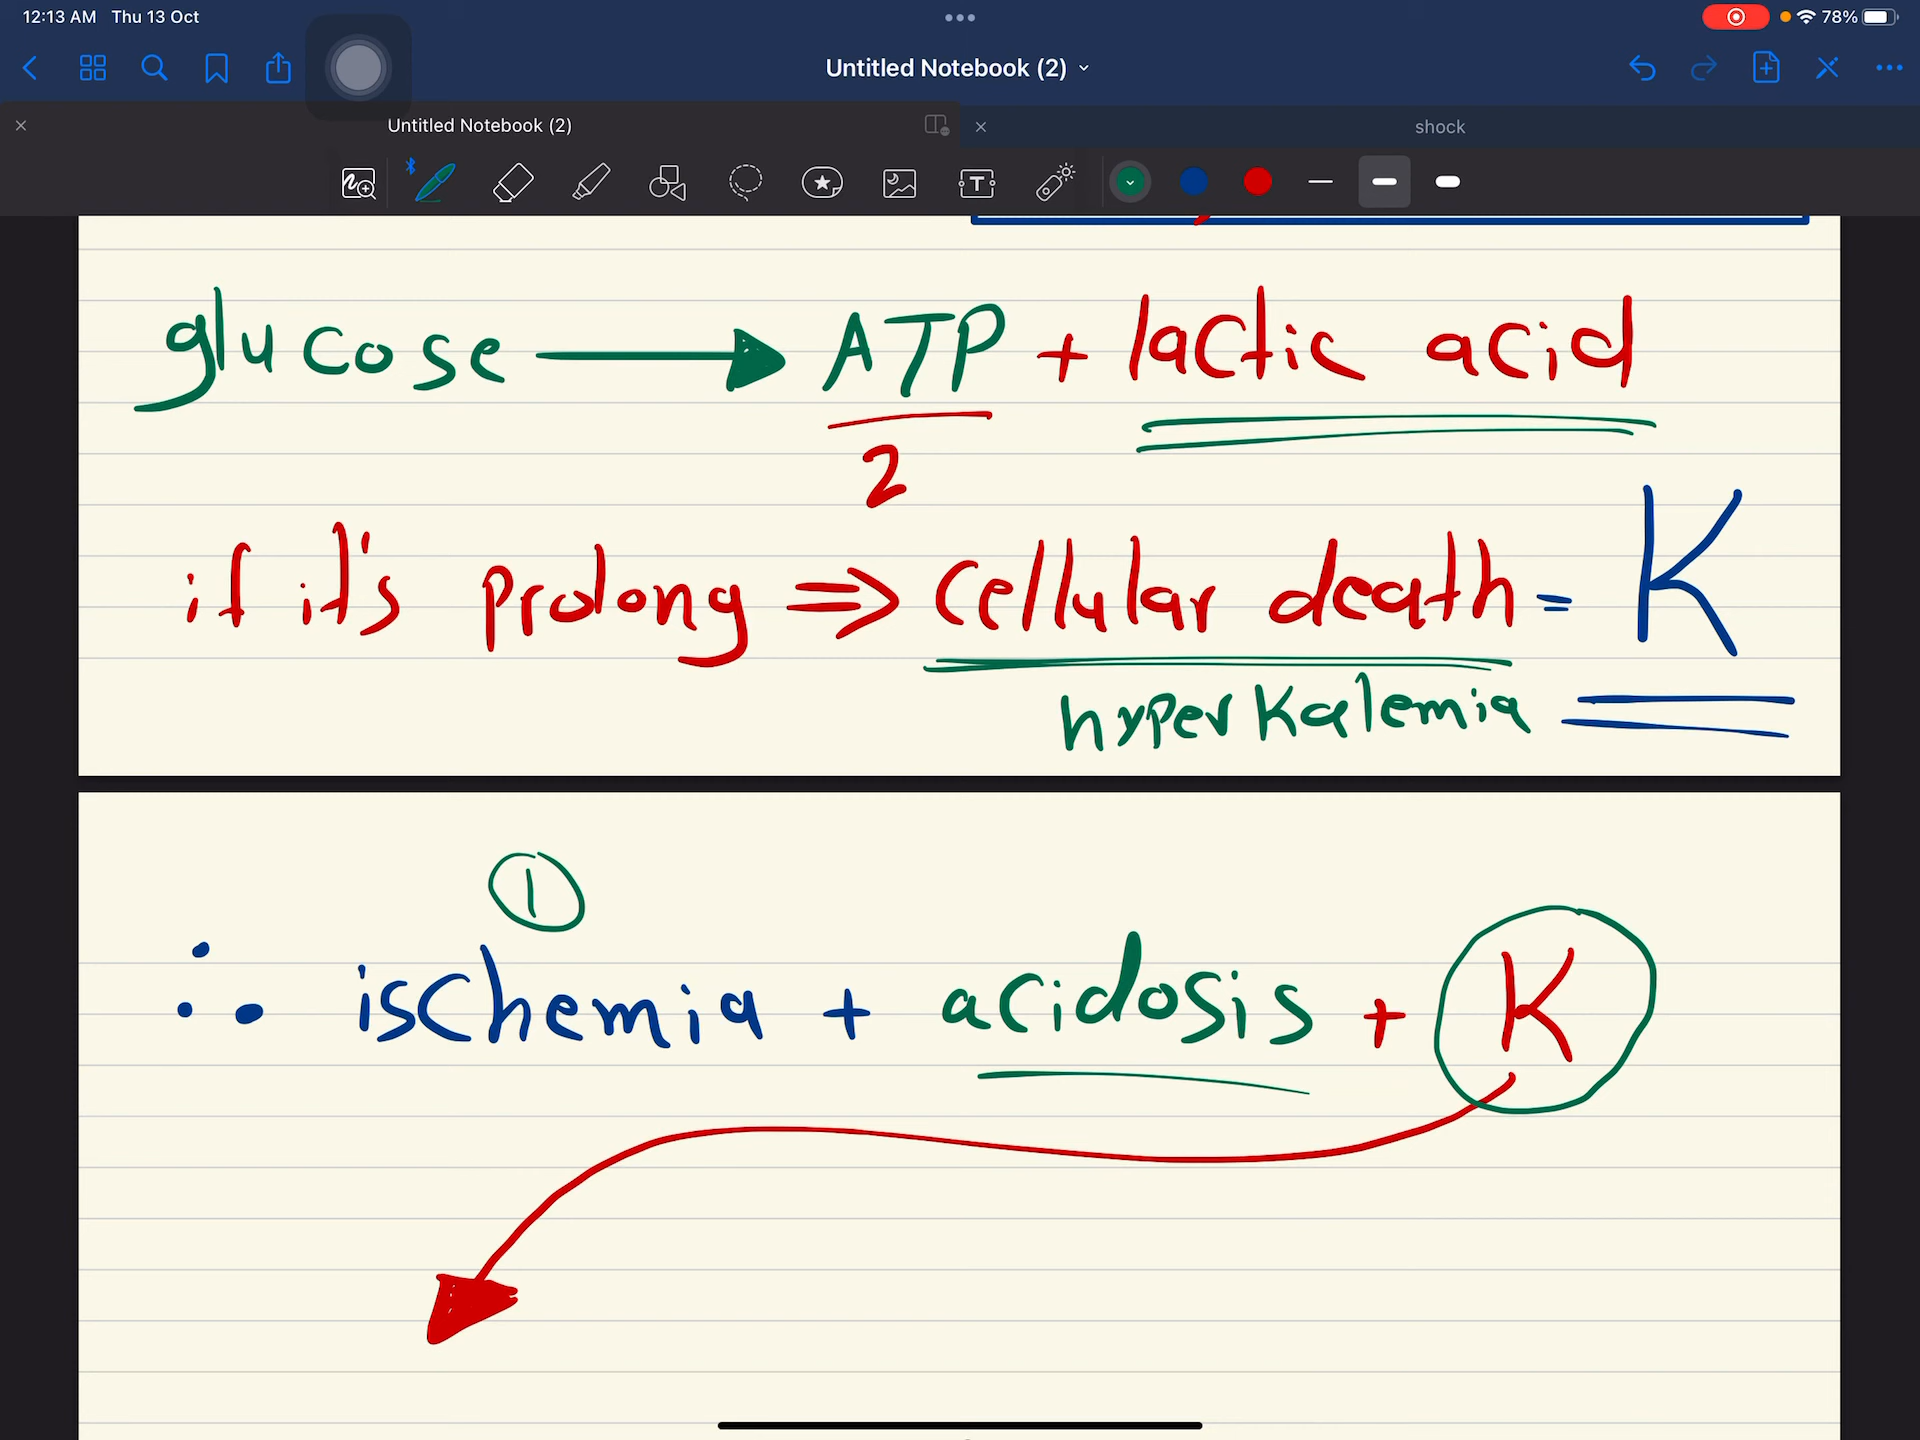 12:13 AM Thu 13 Oct
78%
Untitled Notebook (2)
Untitled Notebook (2)
shock
T
glucose → ATP + lactic acid
2
if it's prolong ⇒ cellular death = K
hyperkalemia
①
∴ ischemia + acidosis + K